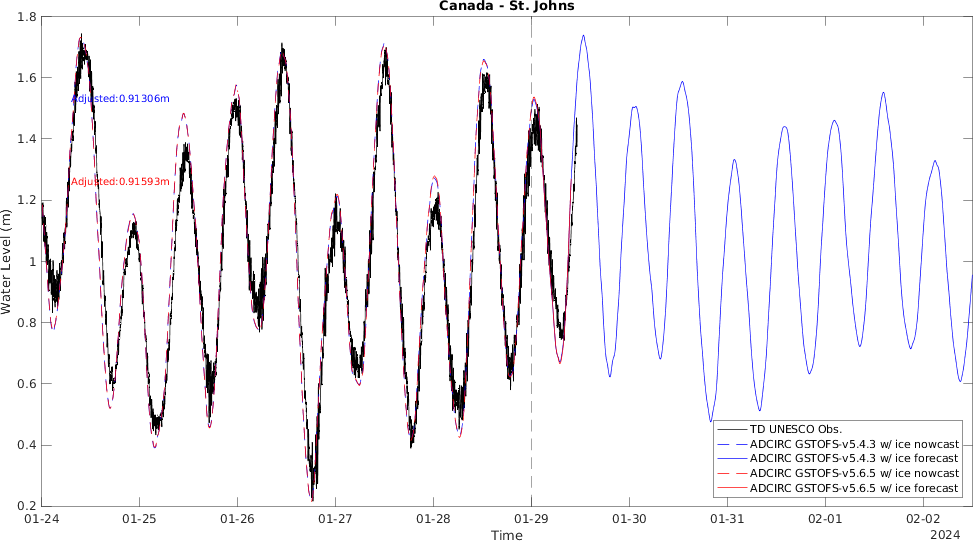 Canada - St. Johns
1.8
1.6
1.4
1.2
1
0.8
0.6
0.4
0.2
Water Level (m)
Adjusted:0.91306m
Adjusted:0.91593m
TD UNESCO Obs.
ADCIRC GSTOFS-v5.4.3 w/ ice nowcast
ADCIRC GSTOFS-v5.4.3 w/ ice forecast
ADCIRC GSTOFS-v5.6.5 w/ ice nowcast
ADCIRC GSTOFS-v5.6.5 w/ ice forecast
01-24 01-25 01-26 01-27 01-28 01-29 01-30 01-31 02-01 02-02
Time
2024